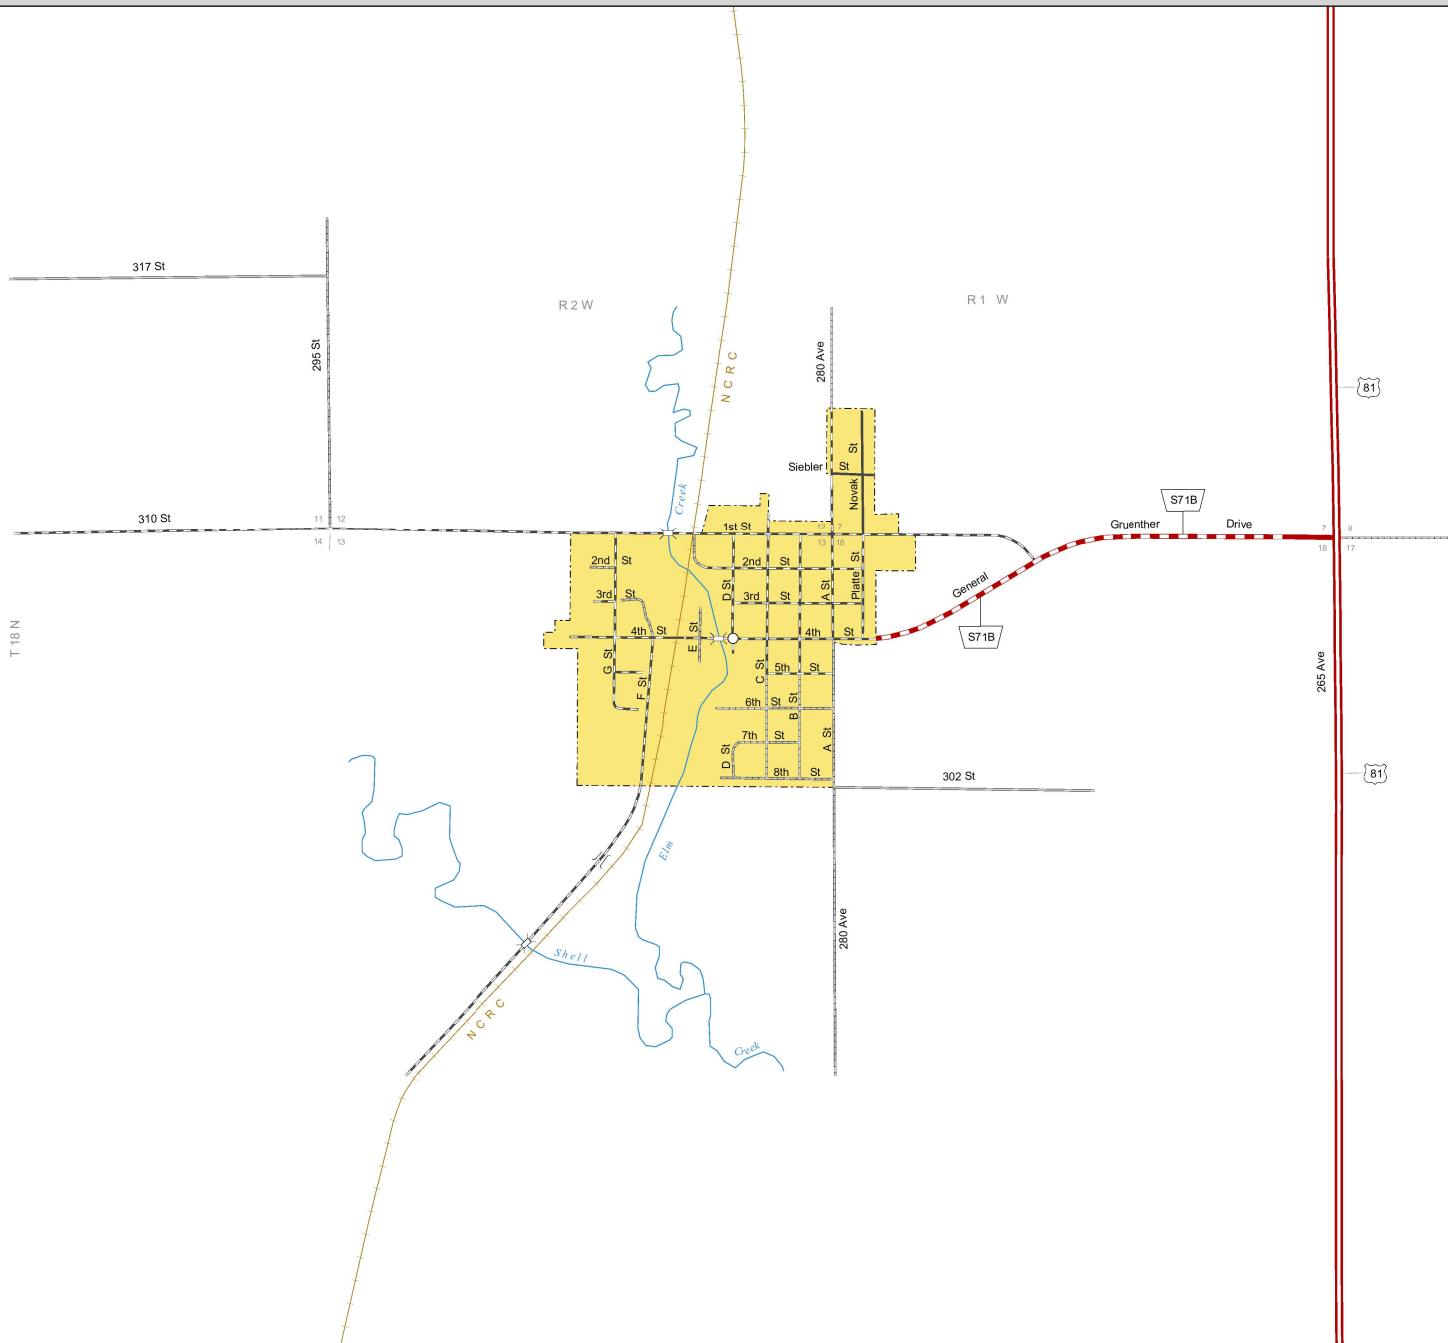 317 St
R 2 W
R 1 W
295 St
N C R C
280 Ave
81
Siebler St
Novak St
Creek
S71B
310 St
11 12
14 13
1st St
12 7
13 18
Gruenther Drive
7 8
18 17
2nd St
2nd St
Platte St
General
3rd St
D St
3rd St
A St
T 18 N
4th St
E St
4th St
S71B
G St
F St
C St
5th St
265 Ave
6th St
B St
7th St
D St
A St
8th St
302 St
81
Elm
280 Ave
Shell
N C R C
Creek